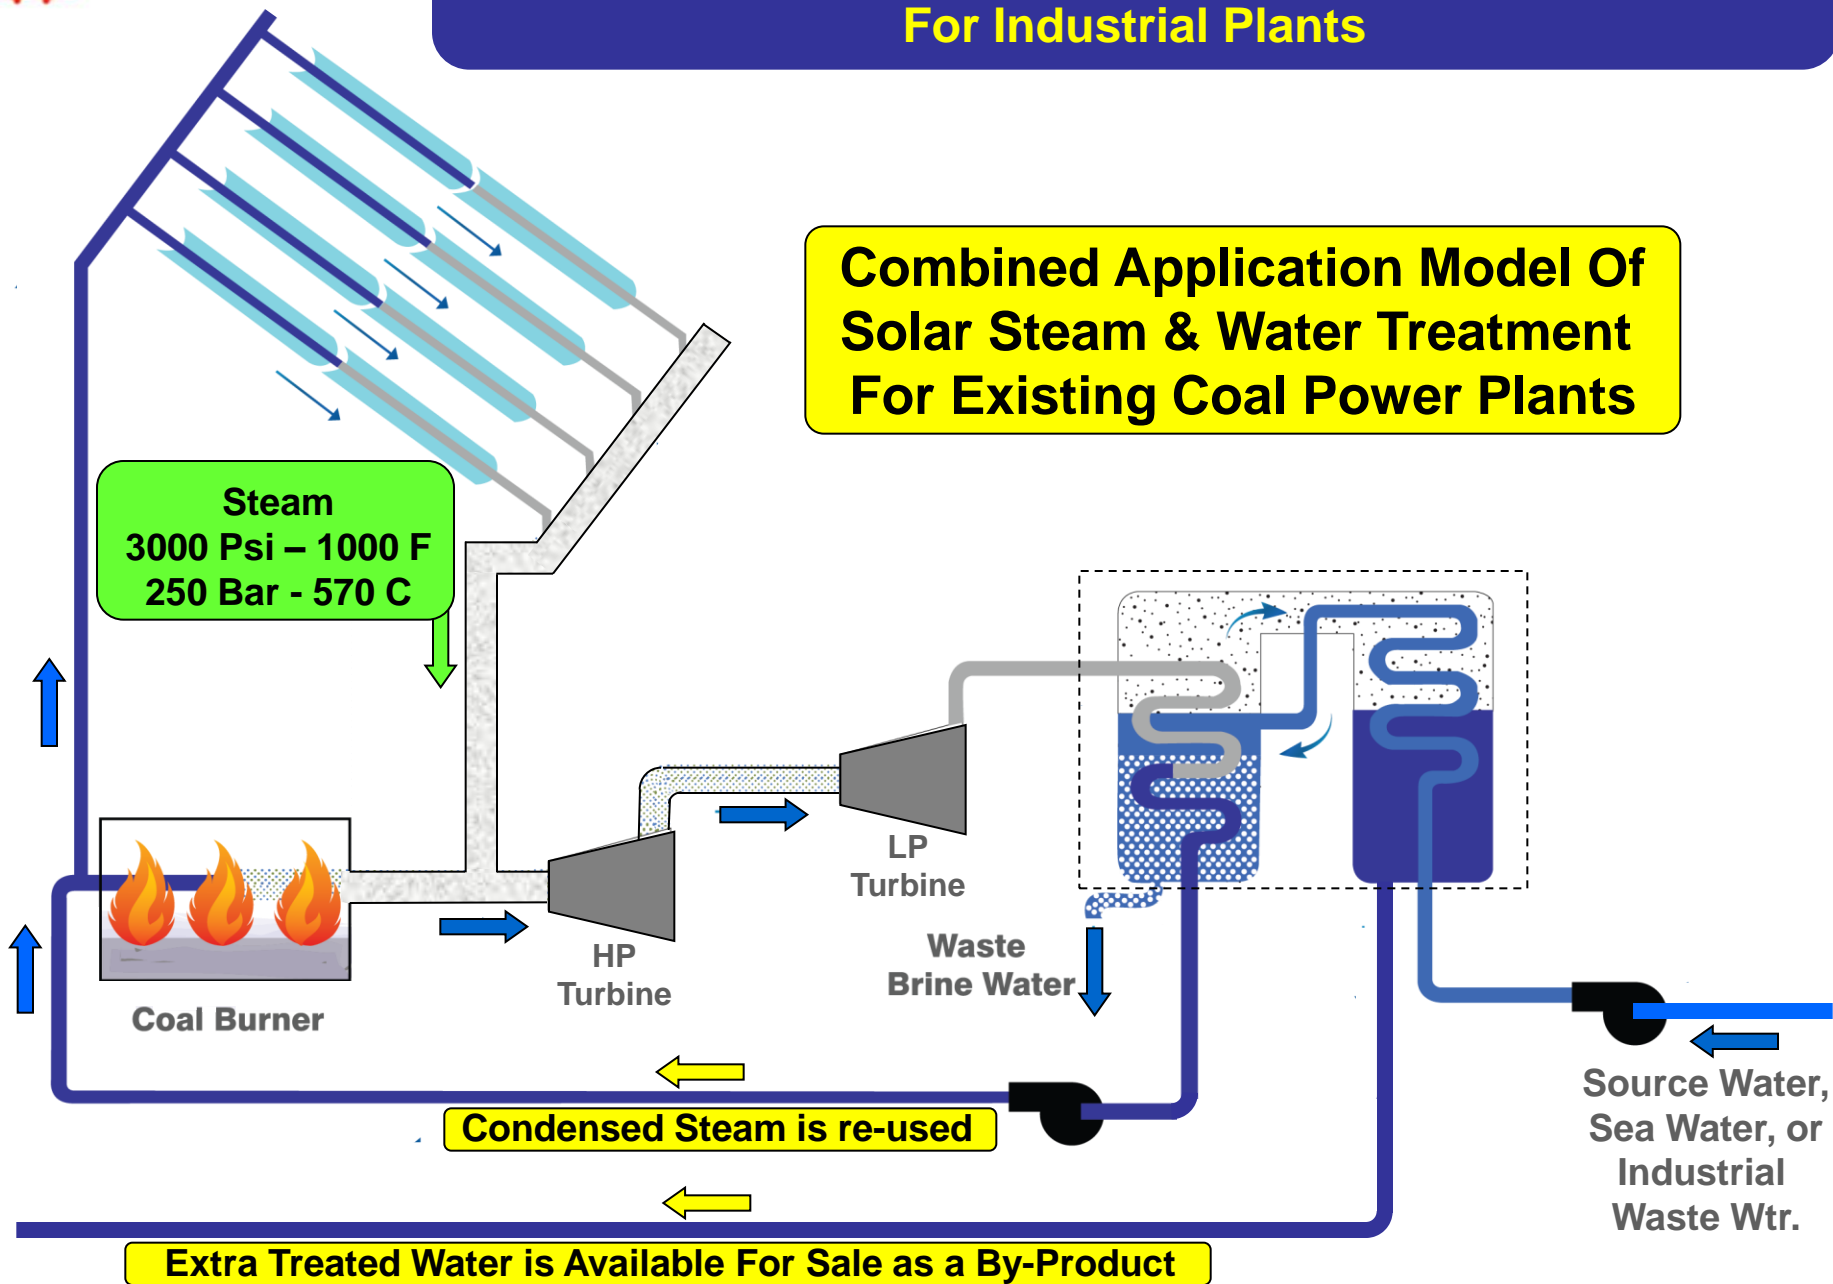 For Industrial Plants
Combined Application Model Of
Solar Steam & Water Treatment
For Existing Coal Power Plants
Steam
3000 Psi – 1000 F
250 Bar - 570 C
LP
Turbine
HP
Turbine
Waste
Brine Water
Coal Burner
Source Water,
Sea Water, or
Industrial
Waste Wtr.
Condensed Steam is re-used
Extra Treated Water is Available For Sale as a By-Product